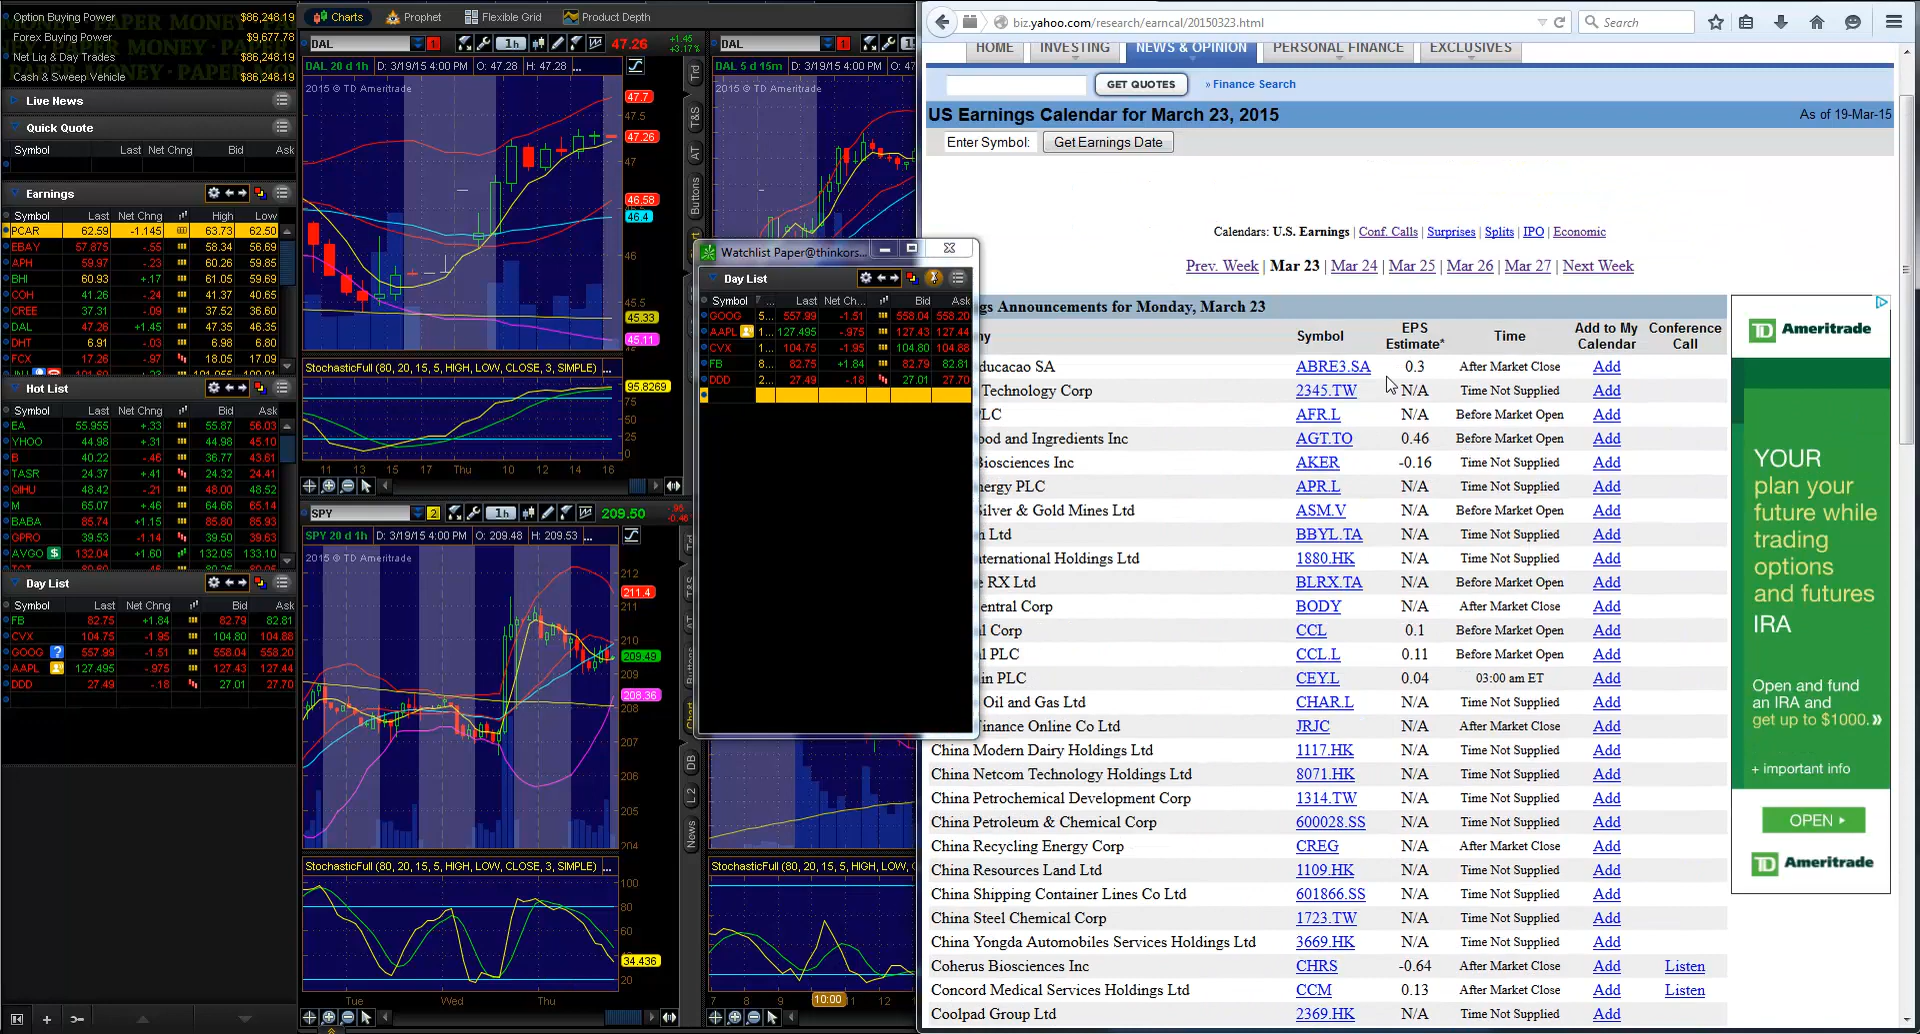 Option Buying Power $86,248.19
Forex Buying Power $9,677.78
Net Liq & Day Trades $86,248.19
Cash & Sweep Vehicle $86,248.19
Live News
Quick Quote
Symbol Last Net Chng Bid Ask
Earnings
Symbol Last Net Chng High Low
PCAR 62.59 -1.145 63.73 62.50
EBAY 57.875 -.55 58.34 56.69
APH 59.97 -.23 60.26 59.85
BHI 60.93 +.17 61.05 59.69
COH 41.26 -.24 41.37 40.65
CREE 37.31 -.09 37.52 36.60
DAL 47.26 +1.45 47.35 46.35
DHT 6.91 -.03 6.98 6.80
FCX 17.26 -.97 18.05 17.09
Hot List
Symbol Last Net Chng Bid Ask
EA 55.955 +.35 55.87 56.03
YHOO 44.98 +.31 44.98 45.10
B 40.22 -.46 36.77 43.61
TASR 24.37 +.41 24.32 24.41
QIHU 48.42 -.21 48.00 48.52
M 65.07 +.46 64.66 65.14
BABA 85.74 +1.15 85.80 85.93
GPRO 39.53 -1.14 39.50 39.63
AVGO $ 132.04 +1.60 132.05 133.10
Day List
Symbol Last Net Chng Bid Ask
FB 82.75 +1.84 82.79 82.81
CVX 104.75 -1.95 104.80 104.88
GOOG ? 557.99 -1.51 558.04 558.20
AAPL 127.495 -.975 127.43 127.44
DDD 27.49 -.18 27.01 27.70
Charts Prophet Flexible Grid Product Depth
DAL 1 1h 47.26 +1.45 +3.17%
DAL 20 d 1h D: 3/19/15 4:00 PM O: 47.28 H: 47.28 ...
2015 © TD Ameritrade
47.7
47.5
47.26
47
46.58
46.4
46
45.5
45.33
45.11
StochasticFull (80, 20, 15, 5, HIGH, LOW, CLOSE, 3, SIMPLE) ...
95.8269
75
50
25
0
11 13 15 17 Thu 10 12 14 16
SPY 2 1h 209.50
SPY 20 d 1h D: 3/19/15 4:00 PM O: 209.48 H: 209.53 ...
2015 © TD Ameritrade
212
211.4
211
210
209.49
209
208.36
208
207
206
205
204
StochasticFull (80, 20, 15, 5, HIGH, LOW, CLOSE, 3, SIMPLE) ...
100
80
60
40
34.436
20
Tue Wed Thu
Trd
T&S
AT
Buttons
DB
L 2
News
DAL 1
DAL 5 d 15m D: 3/19/15 4:00 PM O: 47
2015 © TD Ameritrade
StochasticFull (80, 20, 15, 5, HIGH, LOW, C
7 8 9 10:00 11 12
Watchlist Paper@thinkors...
Day List
Symbol ... Last Net Ch... Bid Ask
GOOG 5... 557.99 -1.51 558.04 558.20
AAPL 1... 127.495 -.975 127.43 127.44
CVX 1... 104.75 -1.95 104.80 104.88
FB 8... 82.75 +1.84 82.79 82.81
DDD 2... 27.49 -.18 27.01 27.70
biz.yahoo.com/research/earncal/20150323.html
Search
HOME INVESTING NEWS & OPINION PERSONAL FINANCE EXCLUSIVES
GET QUOTES » Finance Search
US Earnings Calendar for March 23, 2015 As of 19-Mar-15
Enter Symbol: Get Earnings Date
Calendars: U.S. Earnings | Conf. Calls | Surprises | Splits | IPO | Economic
Prev. Week | Mar 23 | Mar 24 | Mar 25 | Mar 26 | Mar 27 | Next Week
gs Announcements for Monday, March 23
y Symbol EPS Estimate* Time Add to My Calendar Conference Call
ducacao SA ABRE3.SA 0.3 After Market Close Add
Technology Corp 2345.TW N/A Time Not Supplied Add
LC AFR.L N/A Before Market Open Add
ood and Ingredients Inc AGT.TO 0.46 Before Market Open Add
Biosciences Inc AKER -0.16 Time Not Supplied Add
nergy PLC APR.L N/A Time Not Supplied Add
Silver & Gold Mines Ltd ASM.V N/A Time Not Supplied Add
n Ltd BBYL.TA N/A Time Not Supplied Add
nternational Holdings Ltd 1880.HK N/A Time Not Supplied Add
e RX Ltd BLRX.TA N/A Before Market Open Add
entral Corp BODY N/A After Market Close Add
al Corp CCL 0.1 Before Market Open Add
al PLC CCL.L 0.11 Before Market Open Add
in PLC CEY.L 0.04 03:00 am ET Add
Oil and Gas Ltd CHAR.L N/A Time Not Supplied Add
inance Online Co Ltd JRJC N/A After Market Close Add
China Modern Dairy Holdings Ltd 1117.HK N/A Time Not Supplied Add
China Netcom Technology Holdings Ltd 8071.HK N/A Time Not Supplied Add
China Petrochemical Development Corp 1314.TW N/A Time Not Supplied Add
China Petroleum & Chemical Corp 600028.SS N/A Time Not Supplied Add
China Recycling Energy Corp CREG N/A After Market Close Add
China Resources Land Ltd 1109.HK N/A Time Not Supplied Add
China Shipping Container Lines Co Ltd 601866.SS N/A Time Not Supplied Add
China Steel Chemical Corp 1723.TW N/A Time Not Supplied Add
China Yongda Automobiles Services Holdings Ltd 3669.HK N/A Time Not Supplied Add
Coherus Biosciences Inc CHRS -0.64 After Market Close Add Listen
Concord Medical Services Holdings Ltd CCM 0.13 After Market Close Add Listen
Coolpad Group Ltd 2369.HK N/A Time Not Supplied Add
TD Ameritrade
YOUR
plan your
future while
trading
options
and futures
IRA
Open and fund
an IRA and
get up to $1000. »
+ important info
OPEN
TD Ameritrade